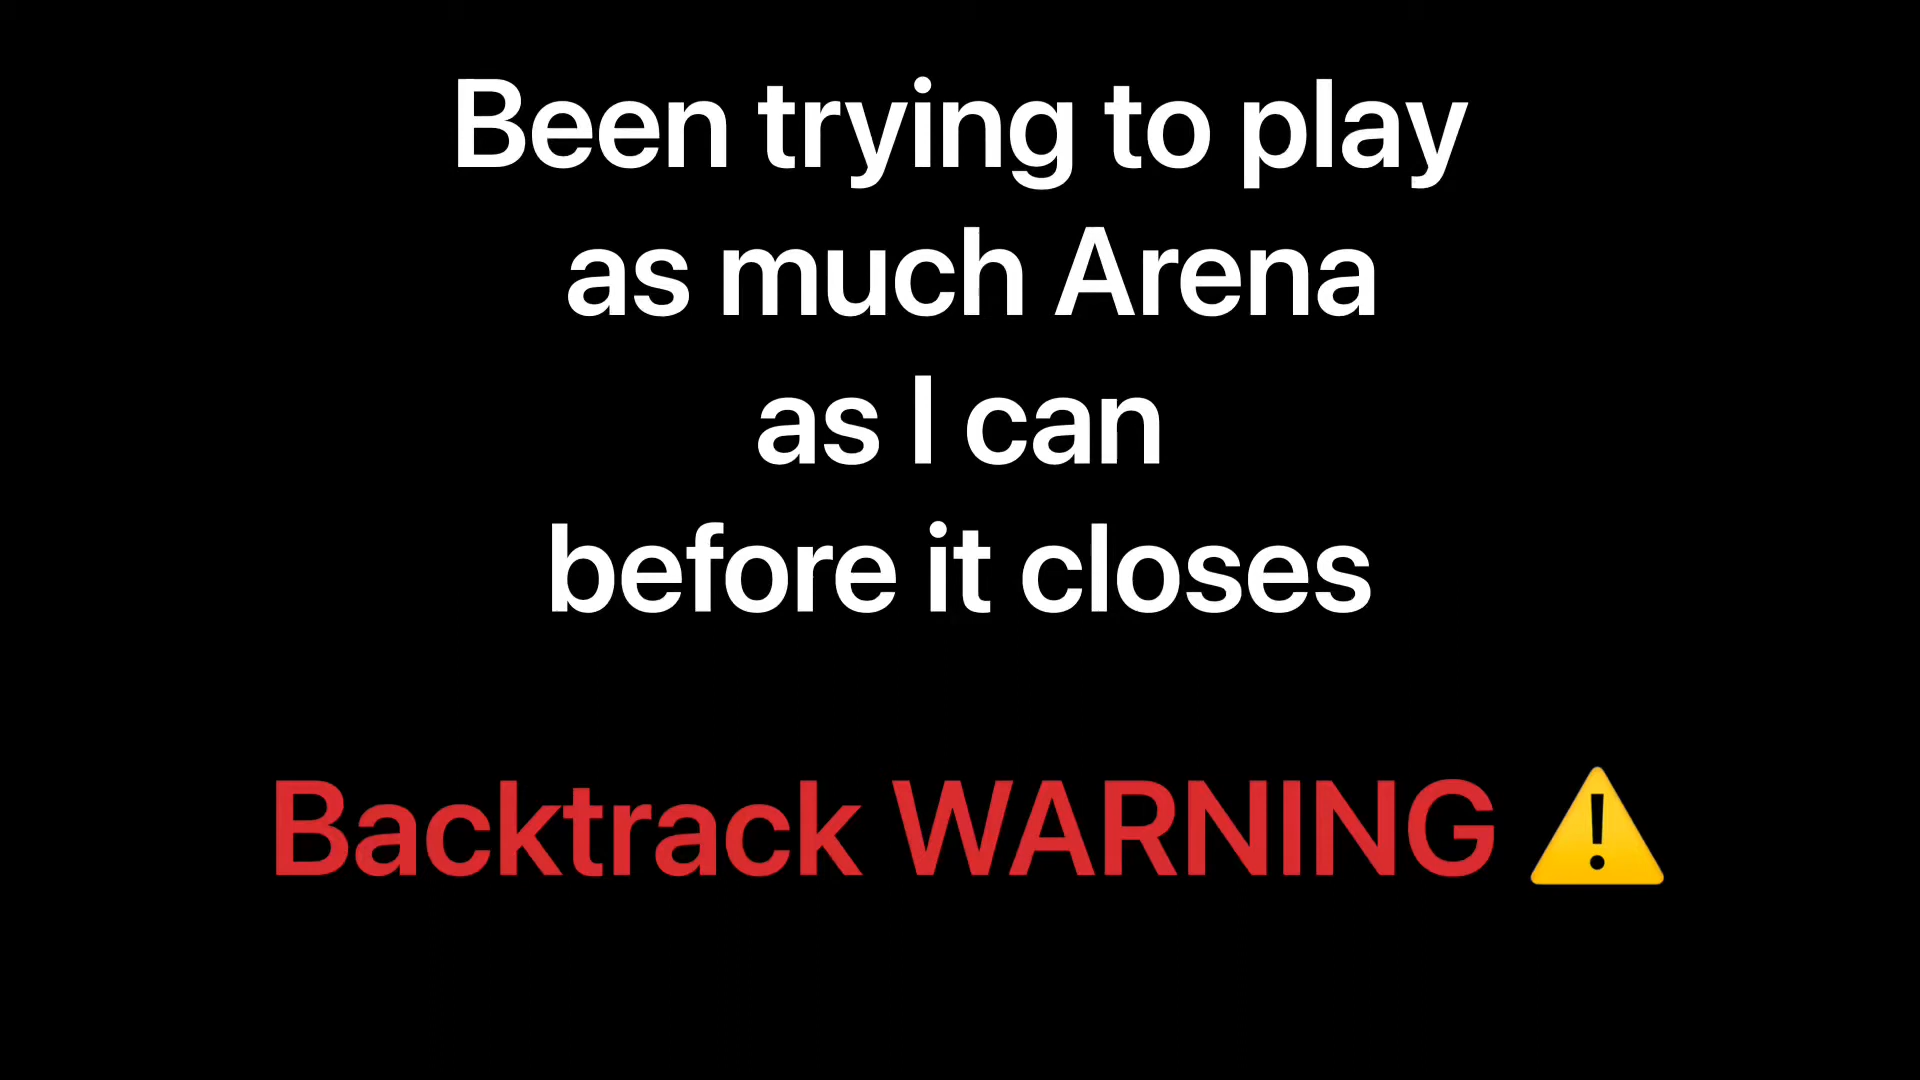 Been trying to play
as much Arena
as I can
before it closes
Backtrack WARNING ⚠️